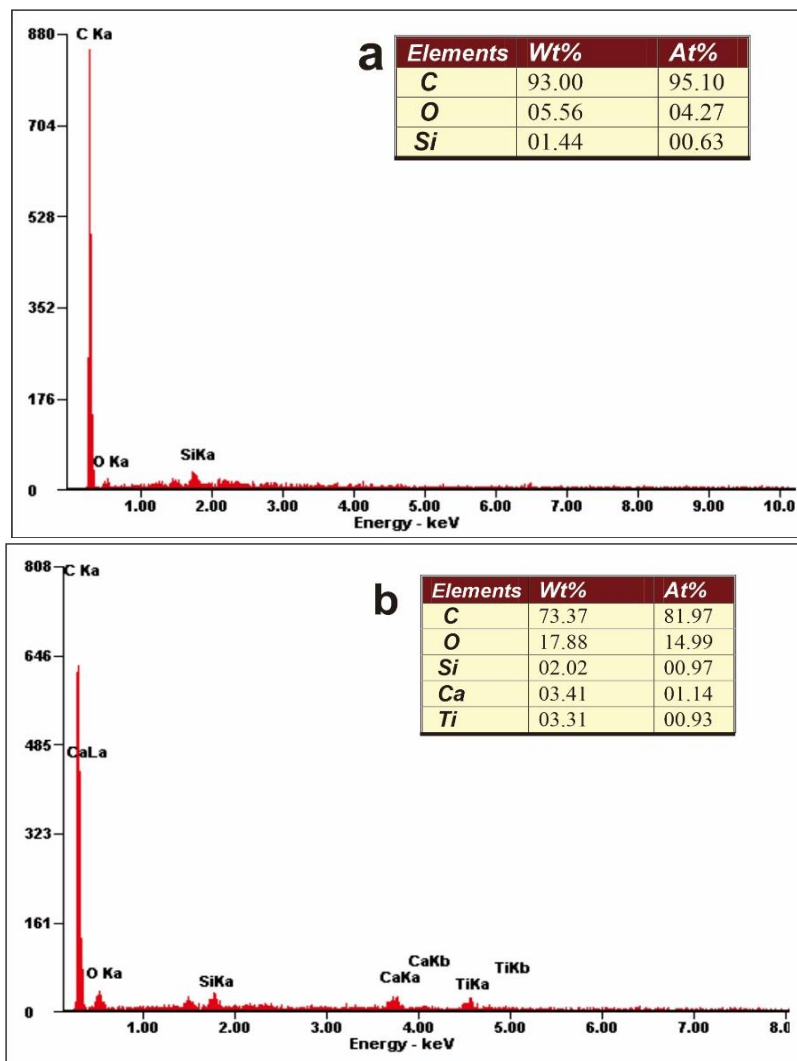 880
C Ka
a
Elements Wt% At%
C 93.00 95.10
O 05.56 04.27
Si 01.44 00.63
704
528
352
176
O Ka
SiKa
0
1.00 2.00 3.00 4.00 5.00 6.00 7.00 8.00 9.00 10.0
Energy - keV
808
C Ka
b
Elements Wt% At%
C 73.37 81.97
O 17.88 14.99
Si 02.02 00.97
Ca 03.41 01.14
Ti 03.31 00.93
646
485
CaLa
323
161
O Ka
SiKa
CaKa
CaKb
TiKa
TiKb
0
1.00 2.00 3.00 4.00 5.00 6.00 7.00 8.0
Energy - keV